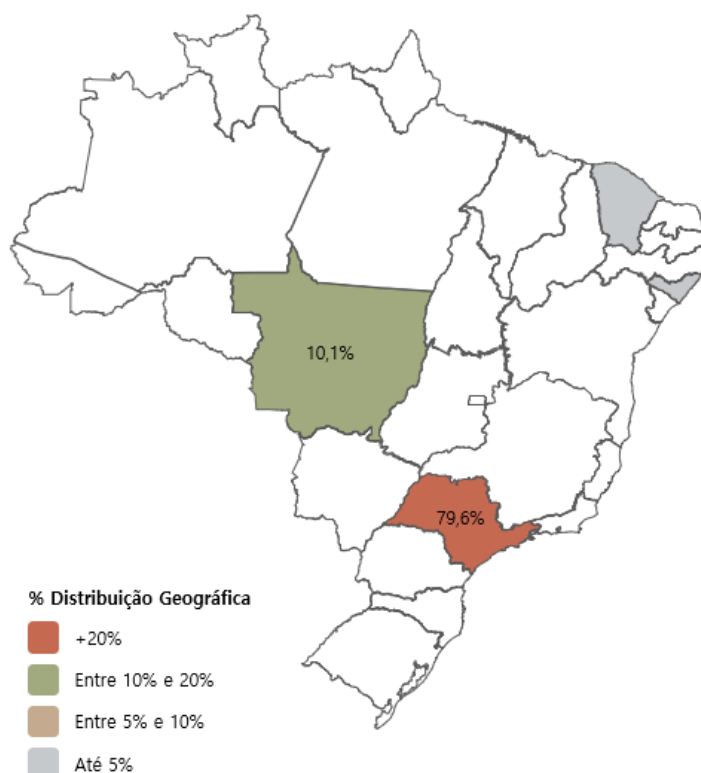 10,1%
79,6%
% Distribuição Geográfica
+20%
Entre 10% e 20%
Entre 5% e 10%
Até 5%